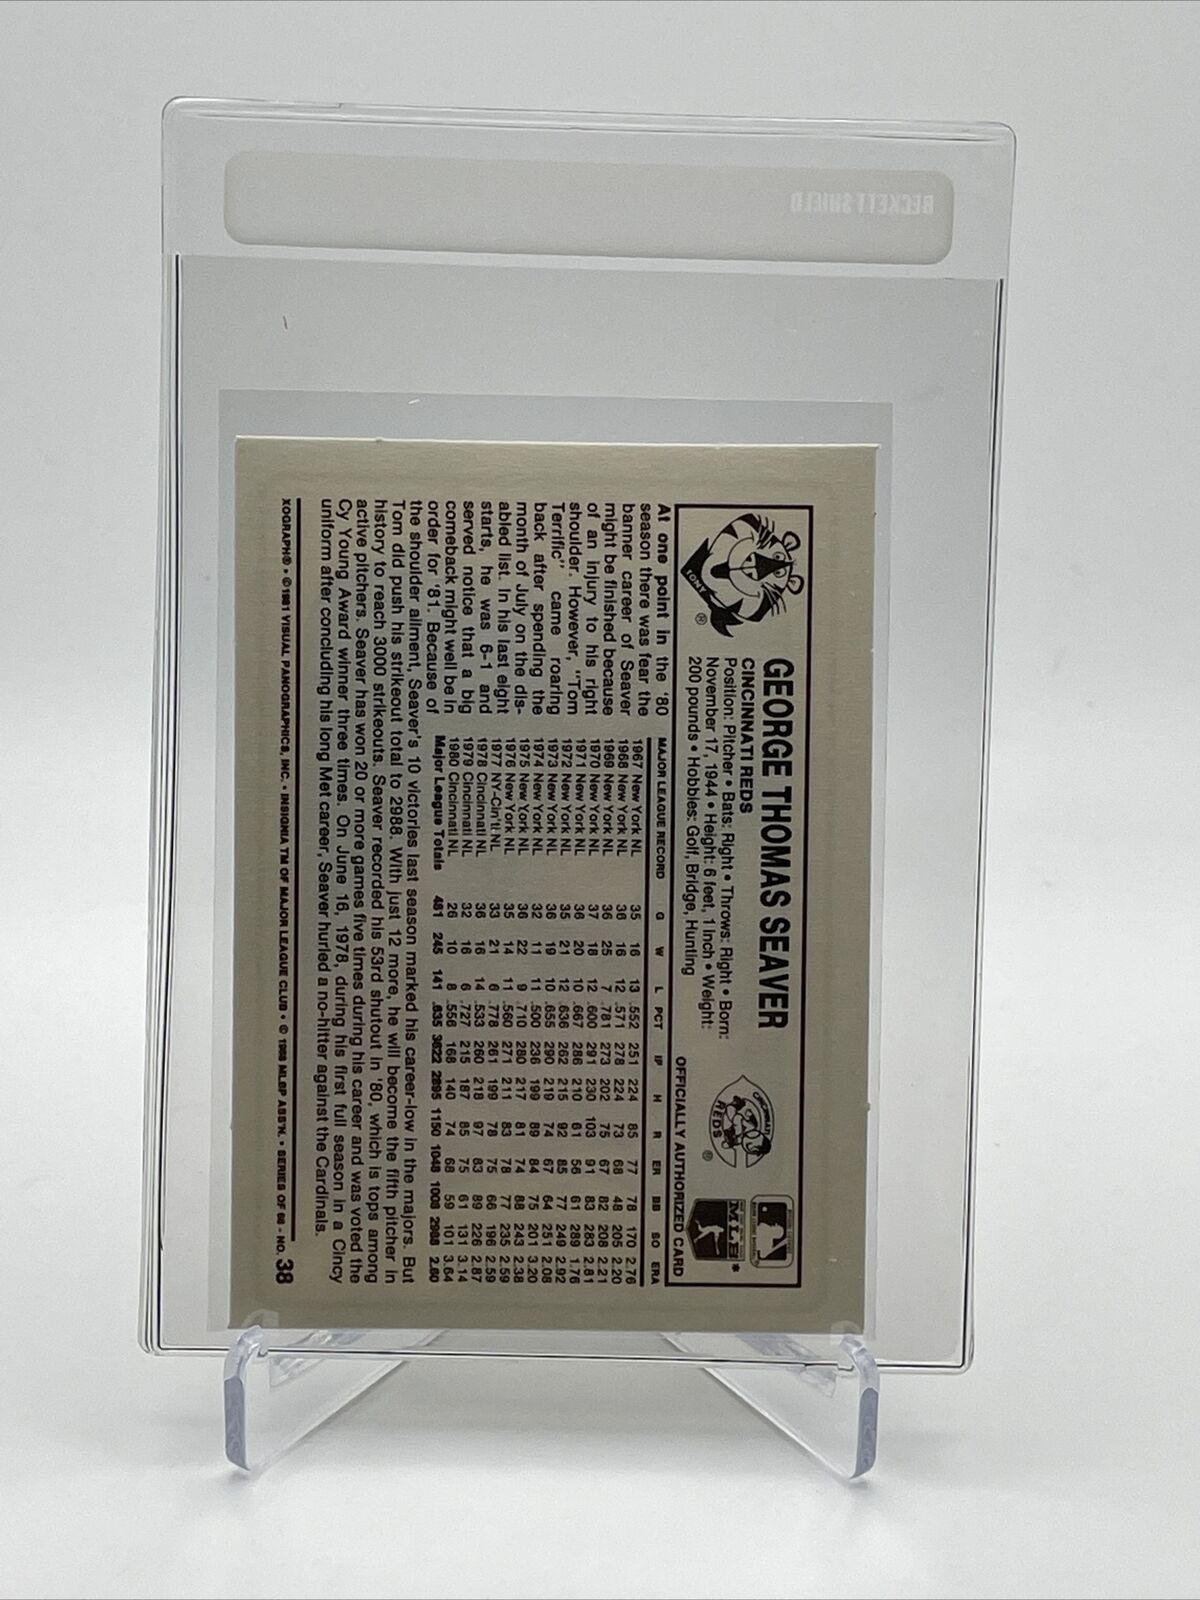 BECKETT SHIELD
TONY
®
GEORGE THOMAS SEAVER
CINCINNATI REDS
Position: Pitcher • Bats: Right • Throws: Right • Born:
November 17, 1944 • Height: 6 feet, 1 inch • Weight:
200 pounds • Hobbies: Golf, Bridge, Hunting
CINCINNATI
REDS
®
MLB
*
OFFICIALLY AUTHORIZED CARD
At one point in the '80
season there was fear the
banner career of Seaver
might be finished because
of an injury to his right
shoulder. However, "Tom
Terrific" came roaring
back after spending the
month of July on the dis-
abled list. In his last eight
starts, he was 6-1 and
served notice that a big
comeback might well be in
order for '81. Because of
MAJOR LEAGUE RECORD G W L PCT IP H R ER BB SO ERA
1967 New York NL 35 16 13 .552 251 224 85 77 78 170 2.76
1968 New York NL 36 16 12 .571 278 224 73 68 48 205 2.20
1969 New York NL 36 25 7 .781 273 202 75 67 82 208 2.21
1970 New York NL 37 18 12 .600 291 230 103 91 83 283 2.81
1971 New York NL 36 20 10 .667 286 210 61 56 61 289 1.76
1972 New York NL 35 21 12 .636 262 215 92 85 77 249 2.92
1973 New York NL 36 19 10 .655 290 219 74 67 64 251 2.08
1974 New York NL 32 11 11 .500 236 199 89 84 75 201 3.20
1975 New York NL 36 22 9 .710 280 217 81 74 88 243 2.38
1976 New York NL 35 14 11 .560 271 211 83 78 77 235 2.59
1977 NY-Cin'ti NL 33 21 6 .778 261 199 78 75 66 196 2.59
1978 Cincinnati NL 36 16 14 .533 260 218 97 83 89 226 2.87
1979 Cincinnati NL 32 16 6 .727 215 187 85 75 61 131 3.14
1980 Cincinnati NL 26 10 8 .556 168 140 74 68 59 101 3.64
Major League Totals 481 245 141 .635 3622 2695 1150 1048 1008 2988 2.60
the shoulder ailment, Seaver's 10 victories last season marked his career-low in the majors. But
Tom did push his strikeout total to 2988. With just 12 more, he will become the fifth pitcher in
history to reach 3000 strikeouts. Seaver recorded his 53rd shutout in '80, which is tops among
active pitchers. Seaver has won 20 or more games five times during his career and was voted the
Cy Young Award winner three times. On June 16, 1978, during his first full season in a Cincy
uniform after concluding his long Met career, Seaver hurled a no-hitter against the Cardinals.
XOGRAPH® • ©1981 VISUAL PANOGRAPHICS, INC. • INSIGNIA TM OF MAJOR LEAGUE CLUB • © 1983 MLBP ASS'N. • SERIES OF 66 - NO. 38